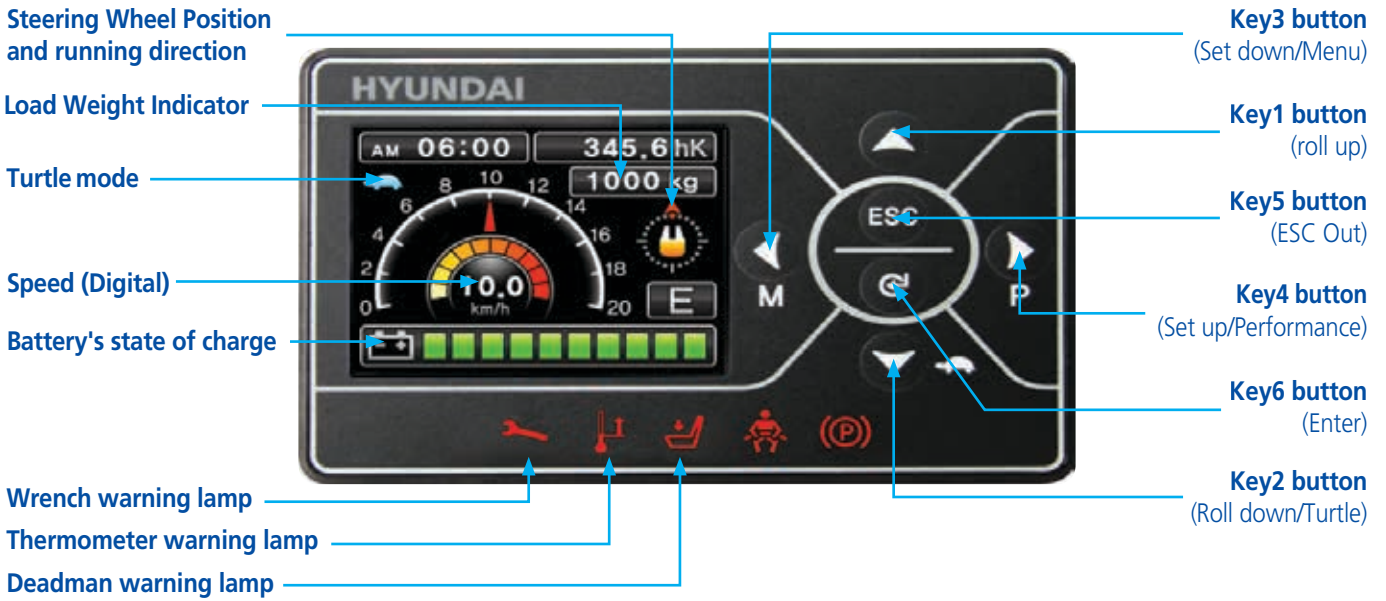 Steering Wheel Position
and running direction
Load Weight Indicator
Turtle mode
Speed (Digital)
Battery's state of charge
Wrench warning lamp
Thermometer warning lamp
Deadman warning lamp
HYUNDAI
AM 06:00
345.6 hK
1000 kg
0 2 4 6 8 10 12 14 16 18 20
10.0
km/h
E
M
ESC
P
(P)
Key3 button
(Set down/Menu)
Key1 button
(roll up)
Key5 button
(ESC Out)
Key4 button
(Set up/Performance)
Key6 button
(Enter)
Key2 button
(Roll down/Turtle)